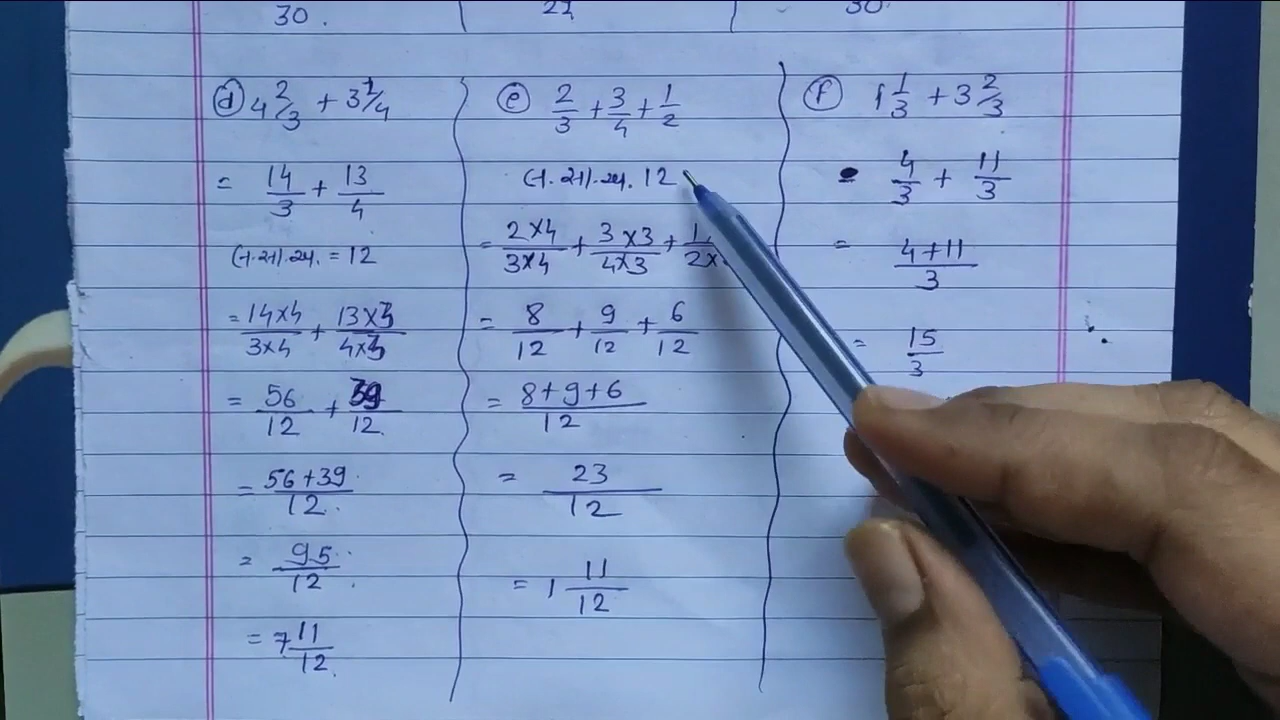 30. 27 30
(d) 4 2/3 + 3 1/4
= 14/3 + 13/4
= 12
= 14×4/3×4 + 13×3/4×3
= 56/12 + 39/12
= 56+39/12
= 95/12
= 7 11/12
(e) 2/3 + 3/4 + 1/2
12
= 2×4/3×4 + 3×3/4×3 + 1/2×
= 8/12 + 9/12 + 6/12
= 8+9+6/12
= 23/12
= 1 11/12
(f) 1 1/3 + 3 2/3
4/3 + 11/3
= 4+11/3
= 15/3